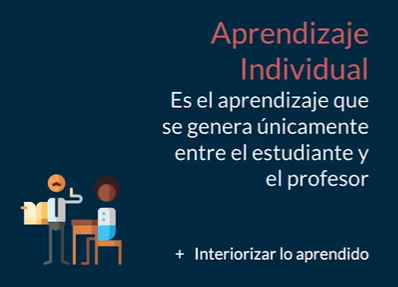 Aprendizaje
Individual
Es el aprendizaje que
se genera únicamente
entre el estudiante y
el profesor
+ Interiorizar lo aprendido